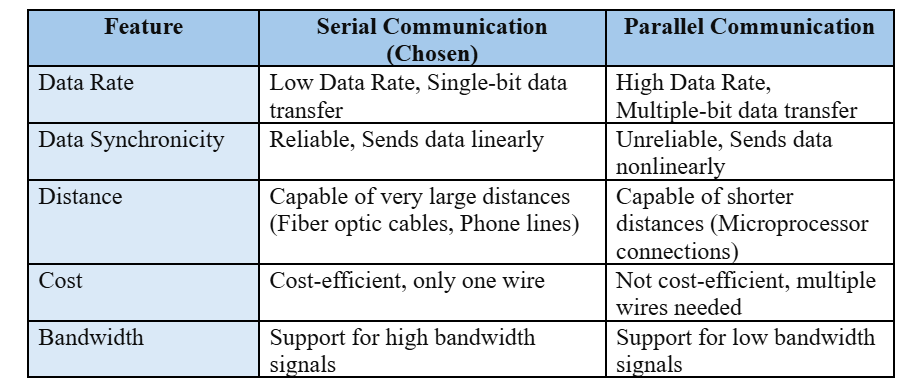 Feature
Serial Communication
(Chosen)
Parallel Communication
Data Rate
Low Data Rate, Single-bit data
transfer
High Data Rate,
Multiple-bit data transfer
Data Synchronicity
Reliable, Sends data linearly
Unreliable, Sends data
nonlinearly
Distance
Capable of very large distances
(Fiber optic cables, Phone lines)
Capable of shorter
distances (Microprocessor
connections)
Cost
Cost-efficient, only one wire
Not cost-efficient, multiple
wires needed
Bandwidth
Support for high bandwidth
signals
Support for low bandwidth
signals